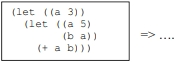 (let ((a 3))
(let ((a 5)
(b a))
(+ a b)))
=> ....